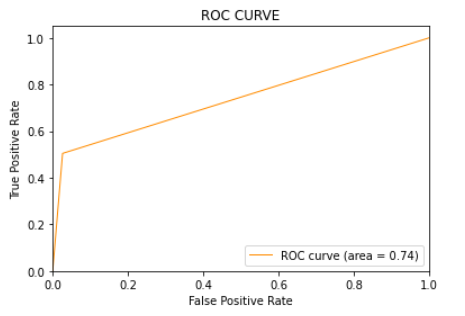 ROC CURVE
1.0
0.8
0.6
0.4
0.2
0.0
True Positive Rate
ROC curve (area = 0.74)
0.0 0.2 0.4 0.6 0.8 1.0
False Positive Rate